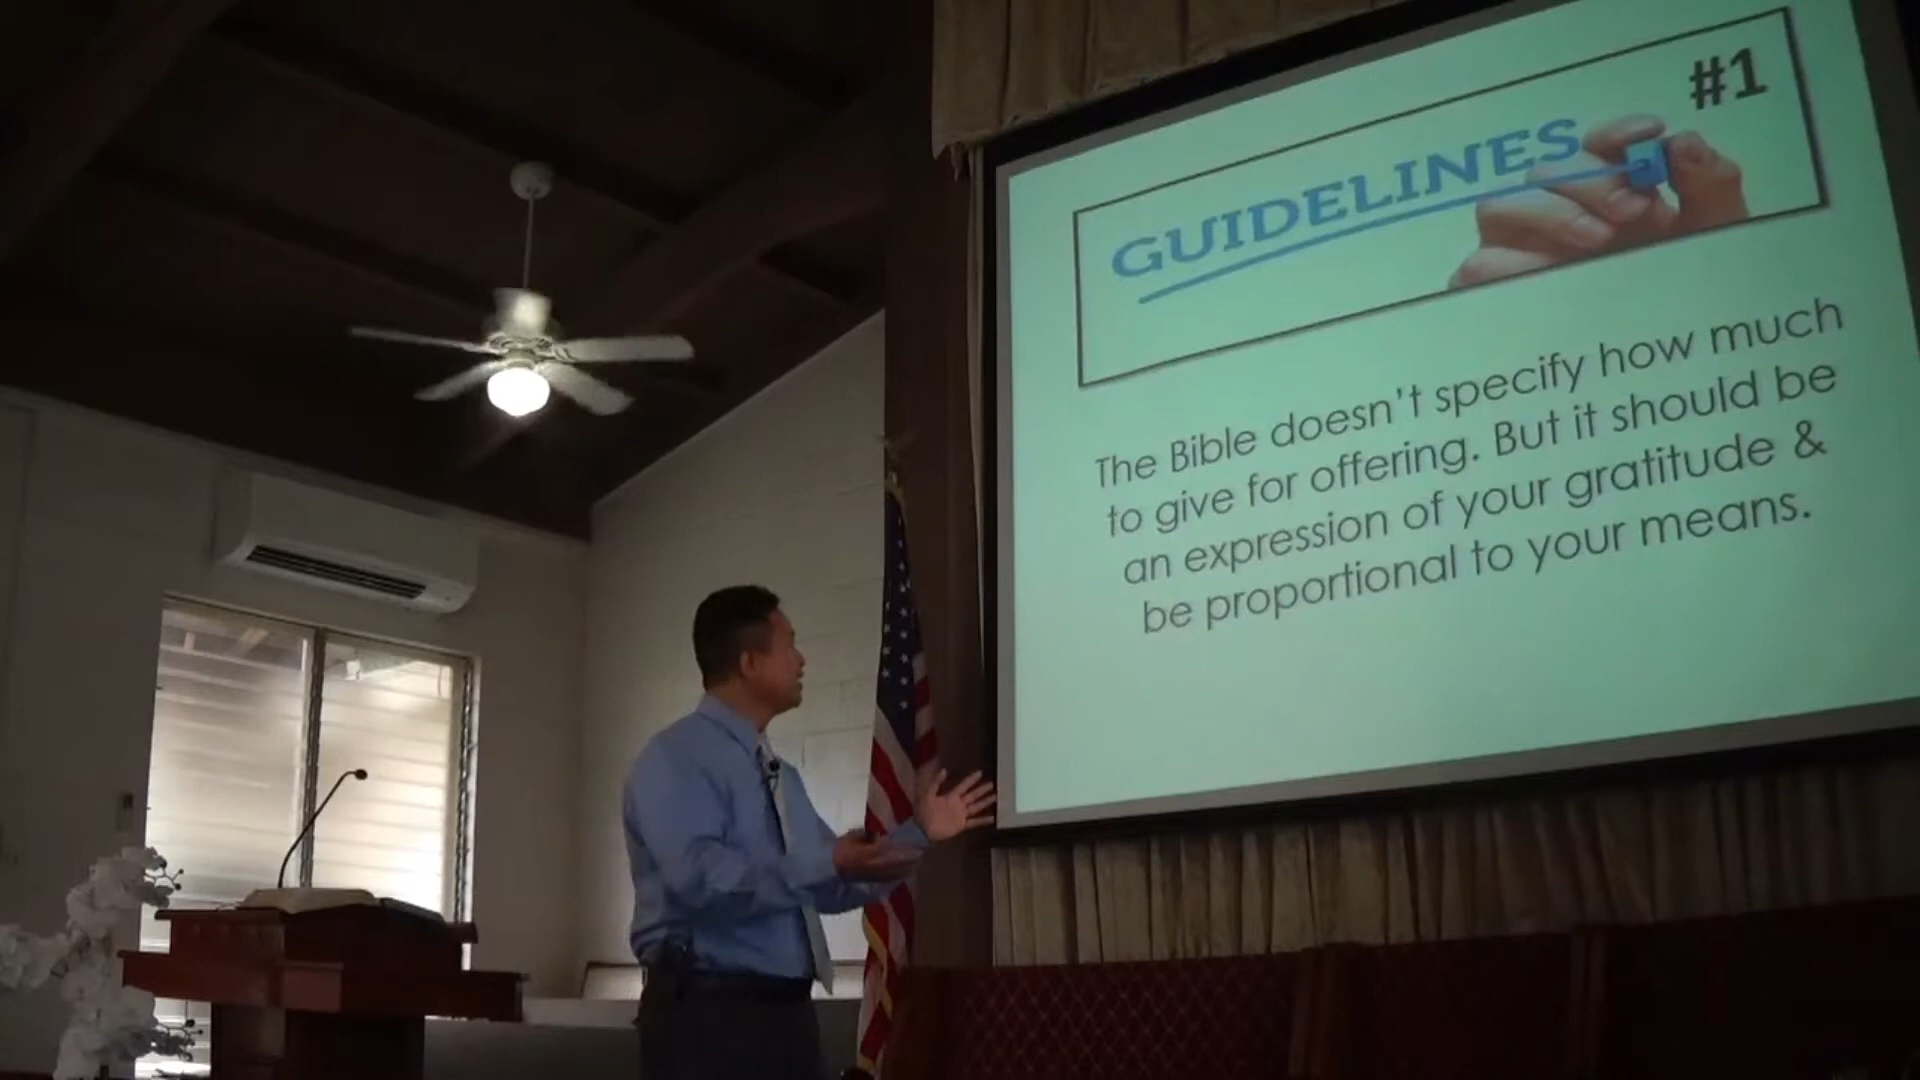 #1
GUIDELINES
The Bible doesn't specify how much
to give for offering. But it should be
an expression of your gratitude &
be proportional to your means.